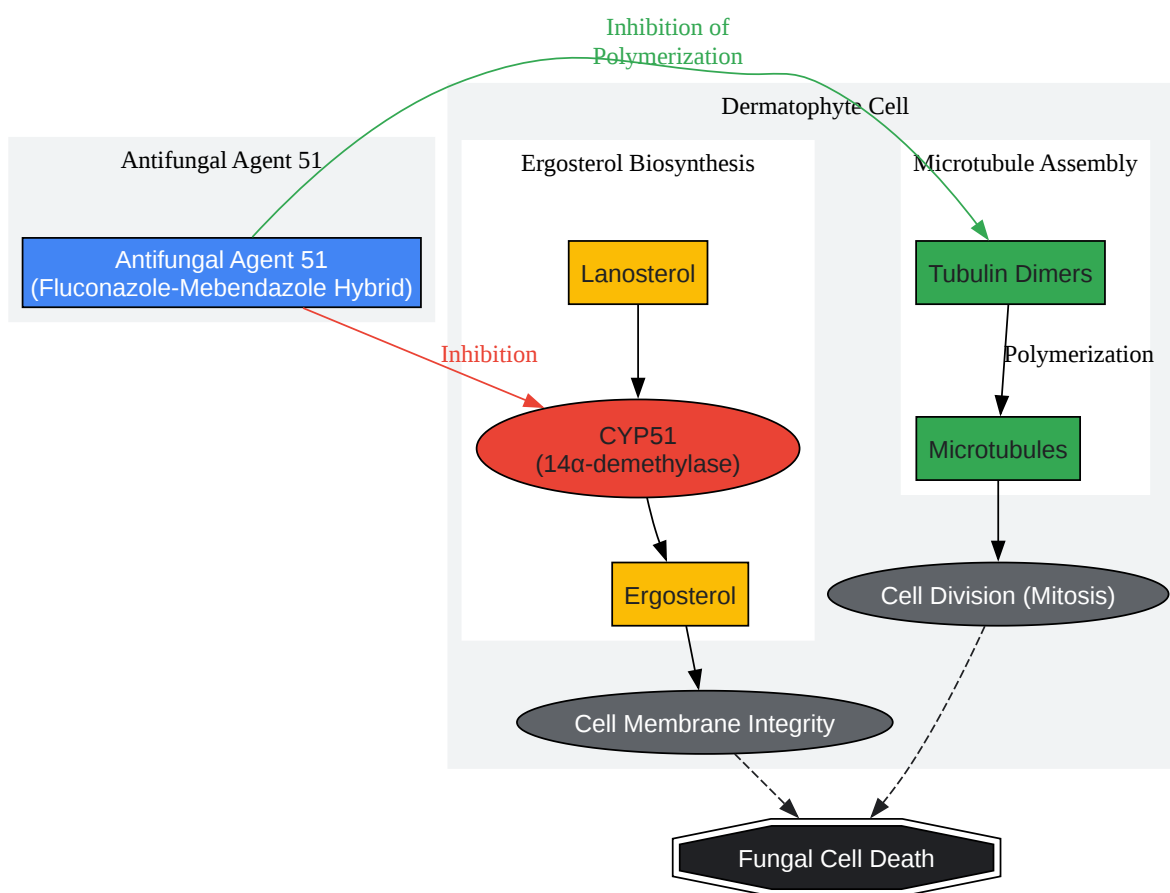 Inhibition of
Polymerization
Dermatophyte Cell
Antifungal Agent 51
Ergosterol Biosynthesis
Microtubule Assembly
Antifungal Agent 51
(Fluconazole-Mebendazole Hybrid)
Lanosterol
Tubulin Dimers
Inhibition
Polymerization
CYP51
(14α-demethylase)
Microtubules
Ergosterol
Cell Division (Mitosis)
Cell Membrane Integrity
Fungal Cell Death